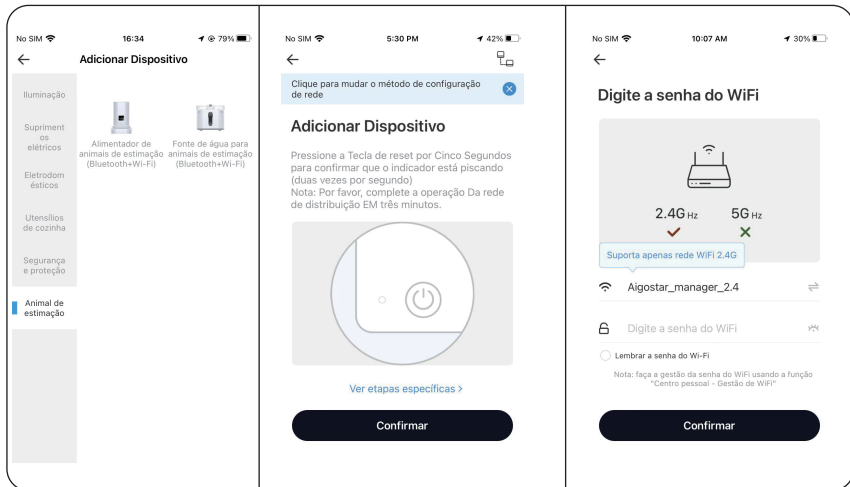 No SIM 16:34 79%
Adicionar Dispositivo
Iluminação
Supriment
os
elétricos
Eletrodom
ésticos
Utensílios
de cozinha
Segurança
e proteção
Animal de
estimação
Alimentador de
animais de estimação
(Bluetooth+Wi-Fi)
Fonte de água para
animais de estimação
(Bluetooth+Wi-Fi)
No SIM 5:30 PM 42%
Clique para mudar o método de configuração
de rede
Adicionar Dispositivo
Pressione a Tecla de reset por Cinco Segundos
para confirmar que o indicador está piscando
(duas vezes por segundo)
Nota: Por favor, complete a operação Da rede
de distribuição EM três minutos.
Ver etapas específicas >
Confirmar
No SIM 10:07 AM 30%
Digite a senha do WiFi
2.4G Hz 5G Hz
Suporta apenas rede WiFi 2.4G
Aigostar_manager_2.4
Digite a senha do WiFi
Lembrar a senha do Wi-Fi
Nota: faça a gestão da senha do WiFi usando a função
"Centro pessoal - Gestão de WiFi"
Confirmar